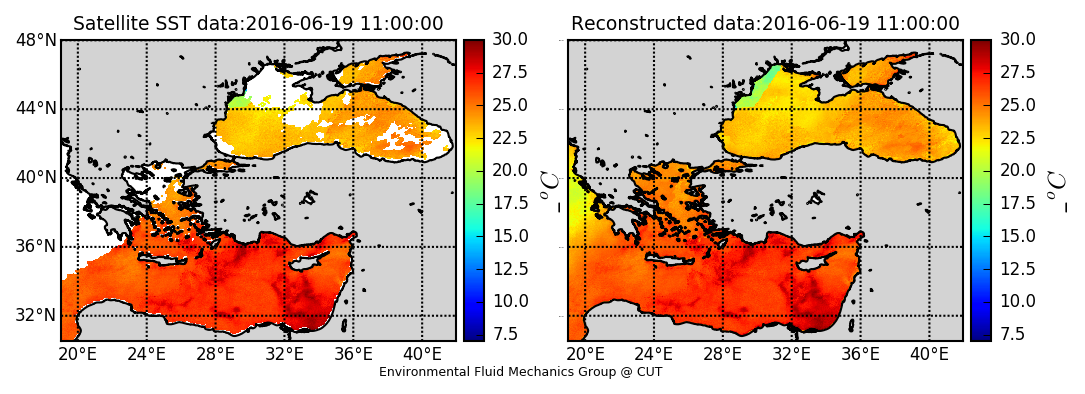 Satellite SST data:2016-06-19 11:00:00
Reconstructed data:2016-06-19 11:00:00
48°N
44°N
40°N
36°N
32°N
20°E 24°E 28°E 32°E 36°E 40°E
30.0
27.5
25.0
22.5
20.0
17.5
15.0
12.5
10.0
7.5
_ °C
20°E 24°E 28°E 32°E 36°E 40°E
30.0
27.5
25.0
22.5
20.0
17.5
15.0
12.5
10.0
7.5
_ °C
Environmental Fluid Mechanics Group @ CUT